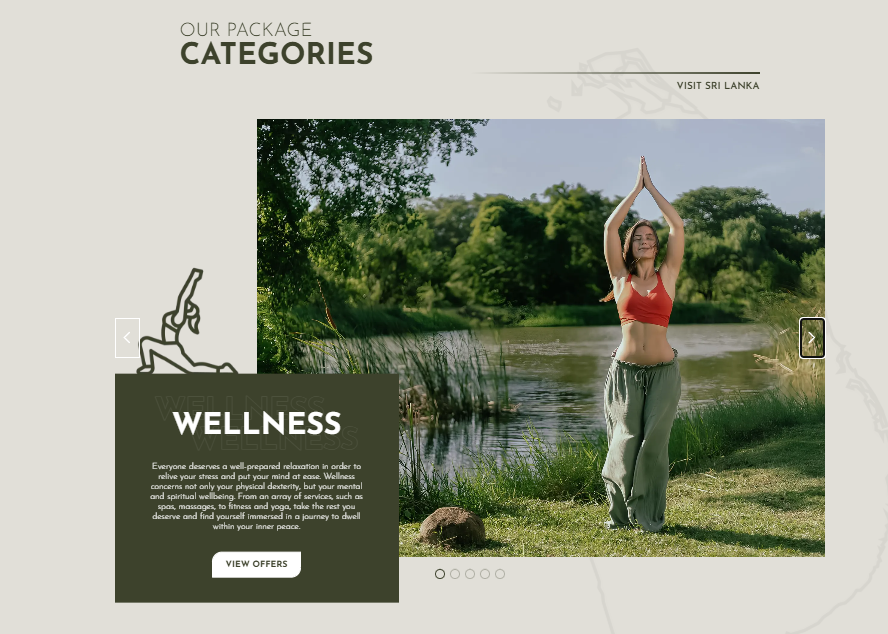 OUR PACKAGE
CATEGORIES
VISIT SRI LANKA
WELLNESS
WELLNESS
WELLNESS
Everyone deserves a well-prepared relaxation in order to
relive your stress and put your mind at ease. Wellness
concerns not only your physical dexterity, but your mental
and spiritual wellbeing. From an array of services, such as
spas, massages, to fitness and yoga, take the rest you
deserve and find yourself immersed in a journey to dwell
within your inner peace.
VIEW OFFERS